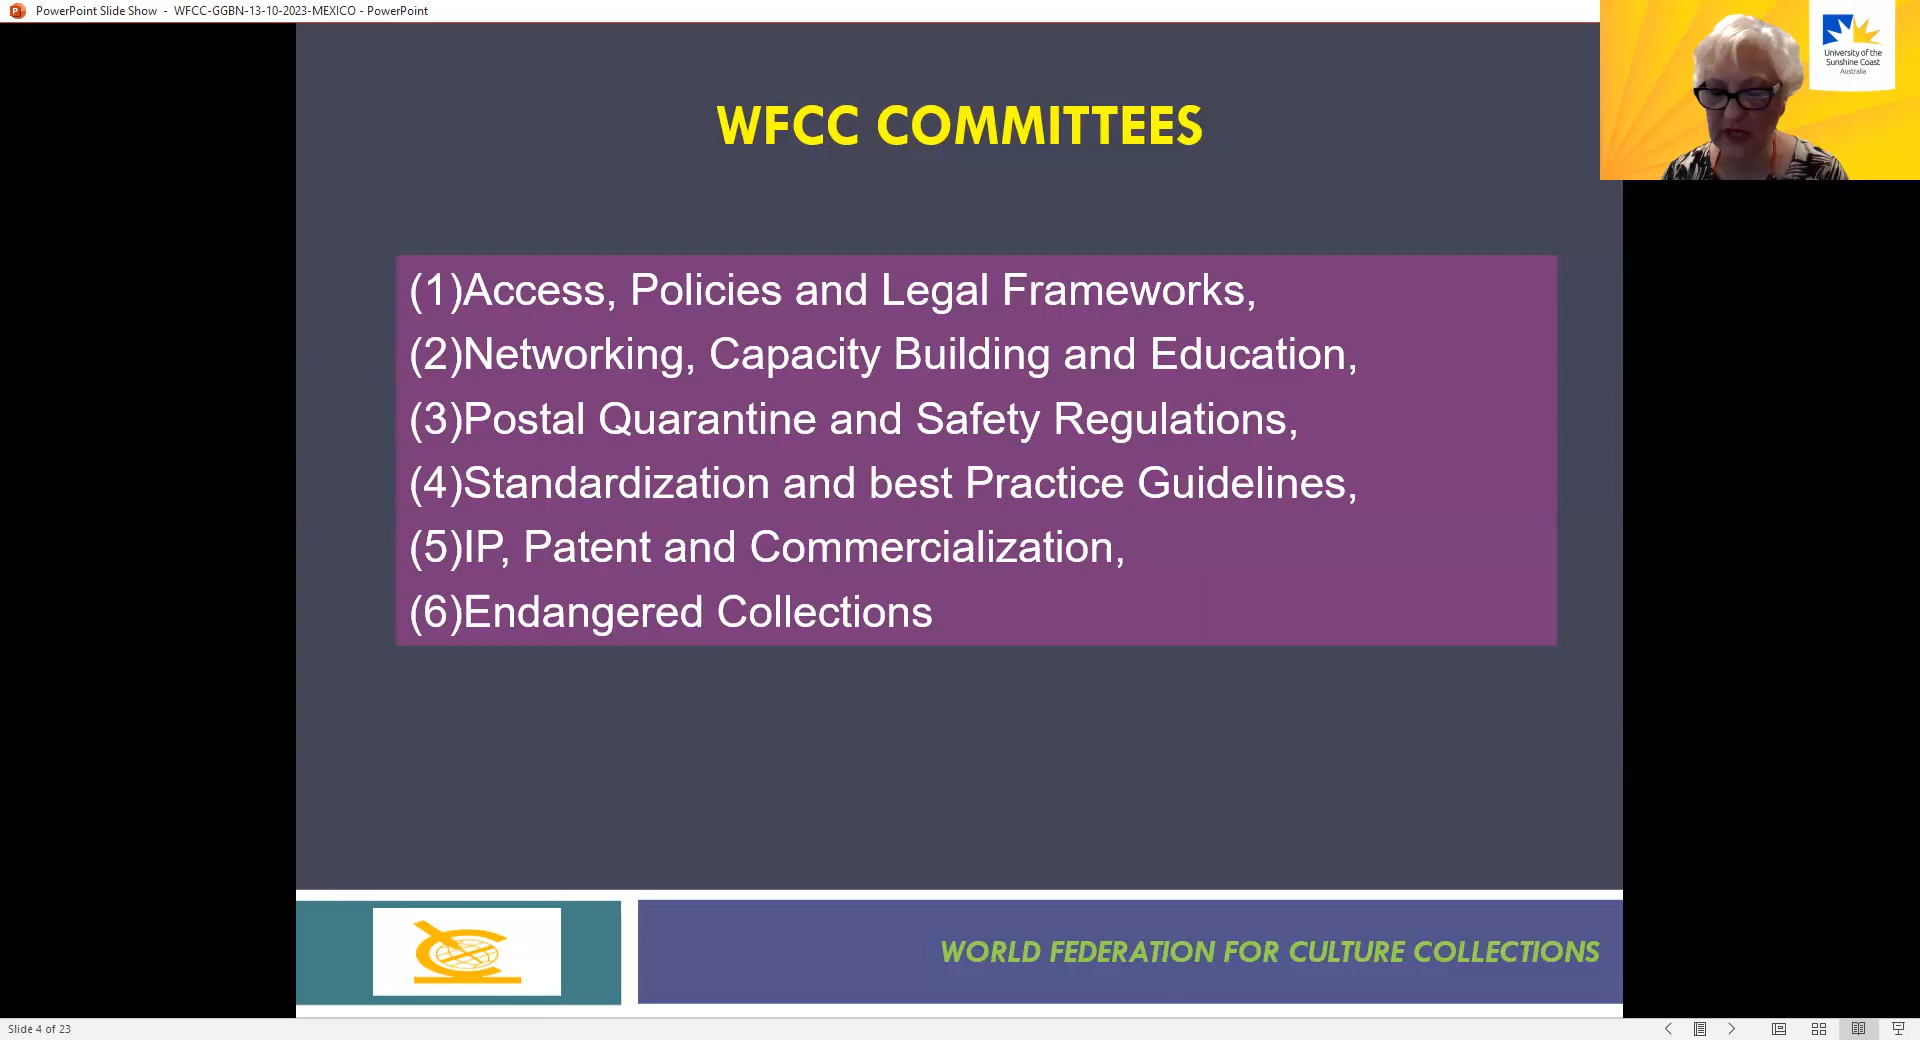 PowerPoint Slide Show - WFCC-GGBN-13-10-2023-MEXICO - PowerPoint
University of the
Sunshine Coast
Australia
WFCC COMMITTEES
(1)Access, Policies and Legal Frameworks,
(2)Networking, Capacity Building and Education,
(3)Postal Quarantine and Safety Regulations,
(4)Standardization and best Practice Guidelines,
(5)IP, Patent and Commercialization,
(6)Endangered Collections
WORLD FEDERATION FOR CULTURE COLLECTIONS
Slide 4 of 23